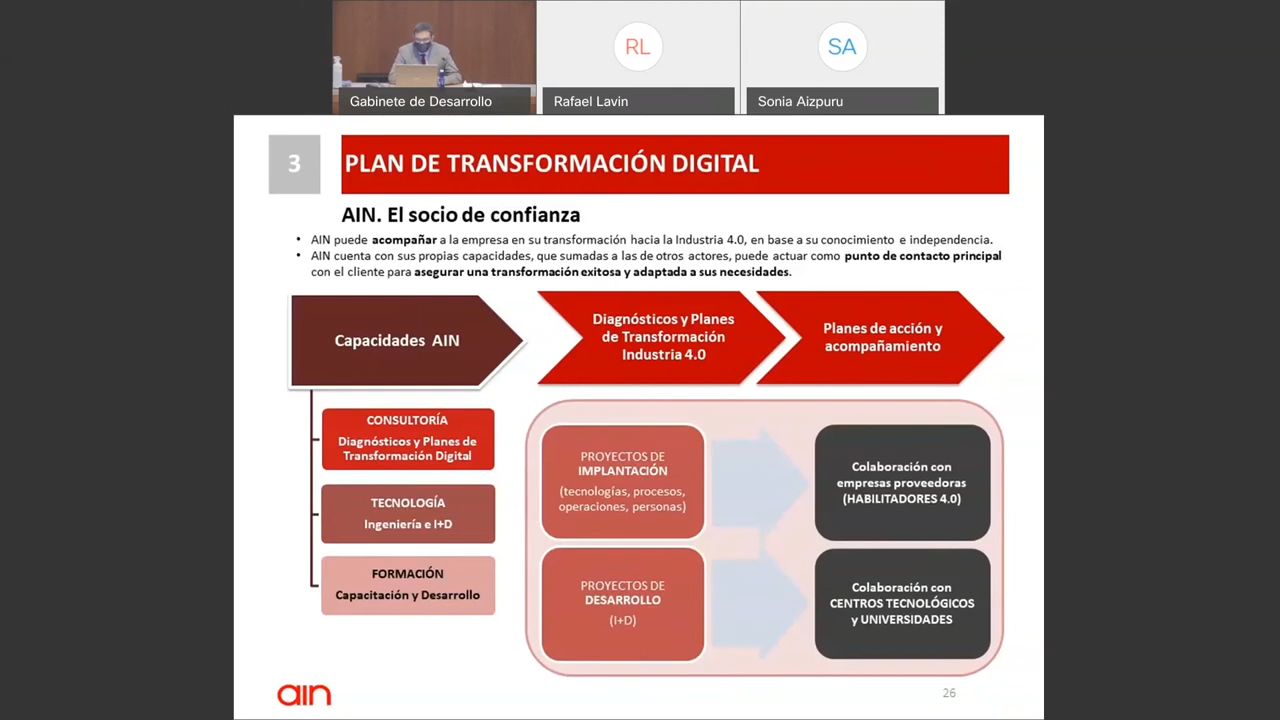 RL
SA
Gabinete de Desarrollo
Rafael Lavin
Sonia Aizpuru
3
PLAN DE TRANSFORMACIÓN DIGITAL
AIN. El socio de confianza
• AIN puede acompañar a la empresa en su transformación hacia la Industria 4.0, en base a su conocimiento e independencia.
• AIN cuenta con sus propias capacidades, que sumadas a las de otros actores, puede actuar como punto de contacto principal
con el cliente para asegurar una transformación exitosa y adaptada a sus necesidades.
Capacidades AIN
Diagnósticos y Planes
de Transformación
Industria 4.0
Planes de acción y
acompañamiento
CONSULTORÍA
Diagnósticos y Planes de
Transformación Digital
TECNOLOGÍA
Ingeniería e I+D
FORMACIÓN
Capacitación y Desarrollo
PROYECTOS DE
IMPLANTACIÓN
(tecnologías, procesos,
operaciones, personas)
Colaboración con
empresas proveedoras
(HABILITADORES 4.0)
PROYECTOS DE
DESARROLLO
(I+D)
Colaboración con
CENTROS TECNOLÓGICOS
y UNIVERSIDADES
ain
26